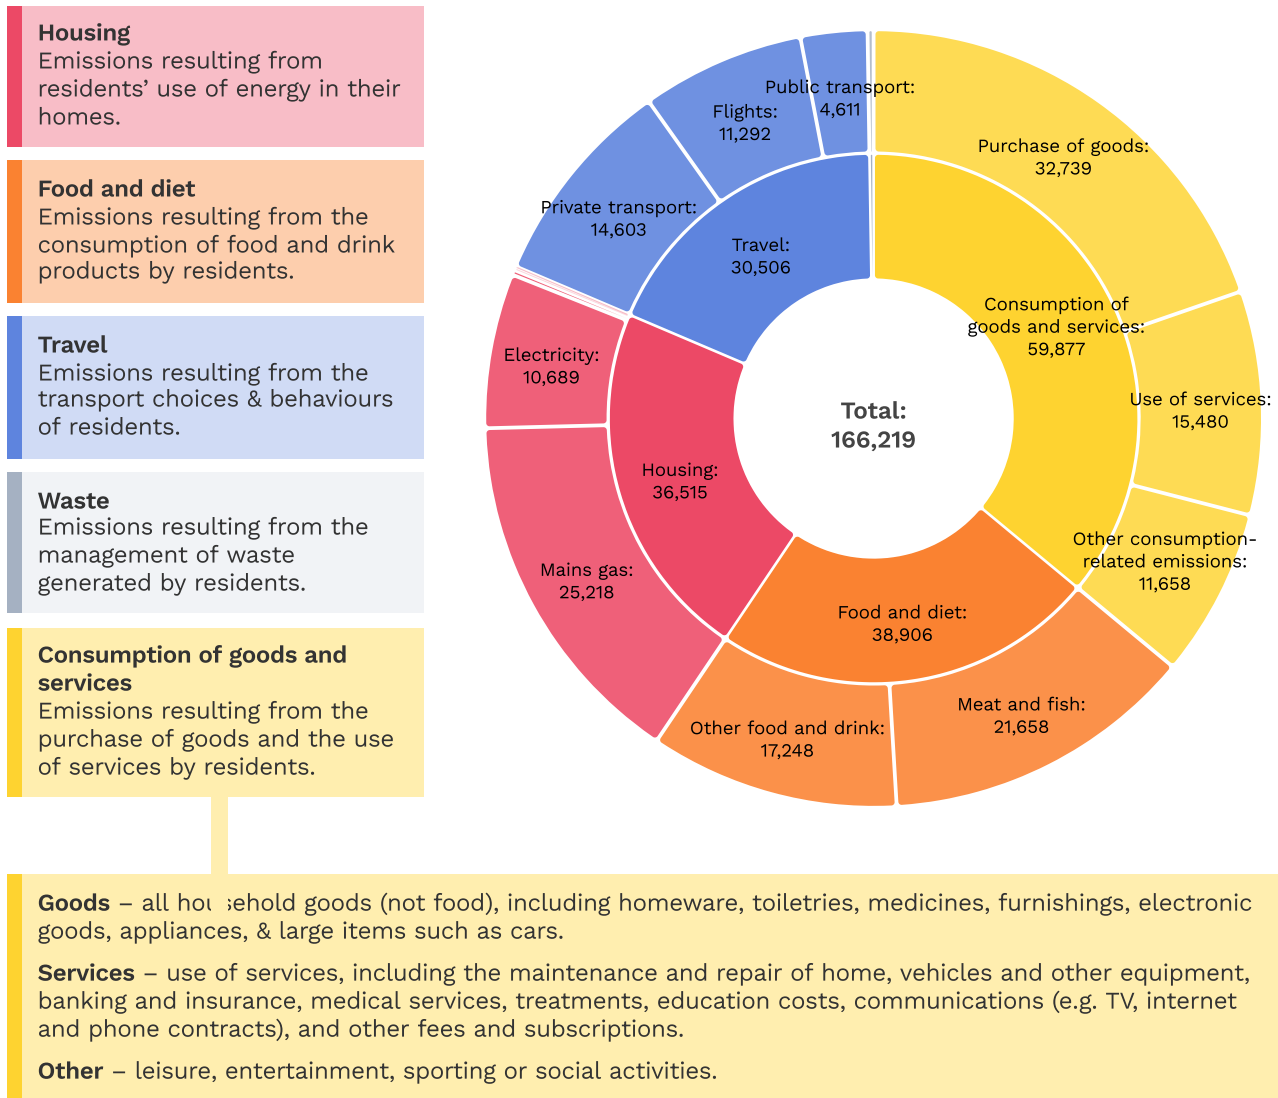 Housing
Emissions resulting from
residents’ use of energy in their
homes.
Food and diet
Emissions resulting from the
consumption of food and drink
products by residents.
Travel
Emissions resulting from the
transport choices & behaviours
of residents.
Waste
Emissions resulting from the
management of waste
generated by residents.
Consumption of goods and
services
Emissions resulting from the
purchase of goods and the use
of services by residents.
Public transport:
4,611
Flights:
11,292
Purchase of goods:
32,739
Private transport:
14,603
Travel:
30,506
Consumption of
goods and services:
59,877
Electricity:
10,689
Total:
166,219
Use of services:
15,480
Housing:
36,515
Mains gas:
25,218
Other consumption-
related emissions:
11,658
Food and diet:
38,906
Other food and drink:
17,248
Meat and fish:
21,658
Goods – all household goods (not food), including homeware, toiletries, medicines, furnishings, electronic
goods, appliances, & large items such as cars.
Services – use of services, including the maintenance and repair of home, vehicles and other equipment,
banking and insurance, medical services, treatments, education costs, communications (e.g. TV, internet
and phone contracts), and other fees and subscriptions.
Other – leisure, entertainment, sporting or social activities.